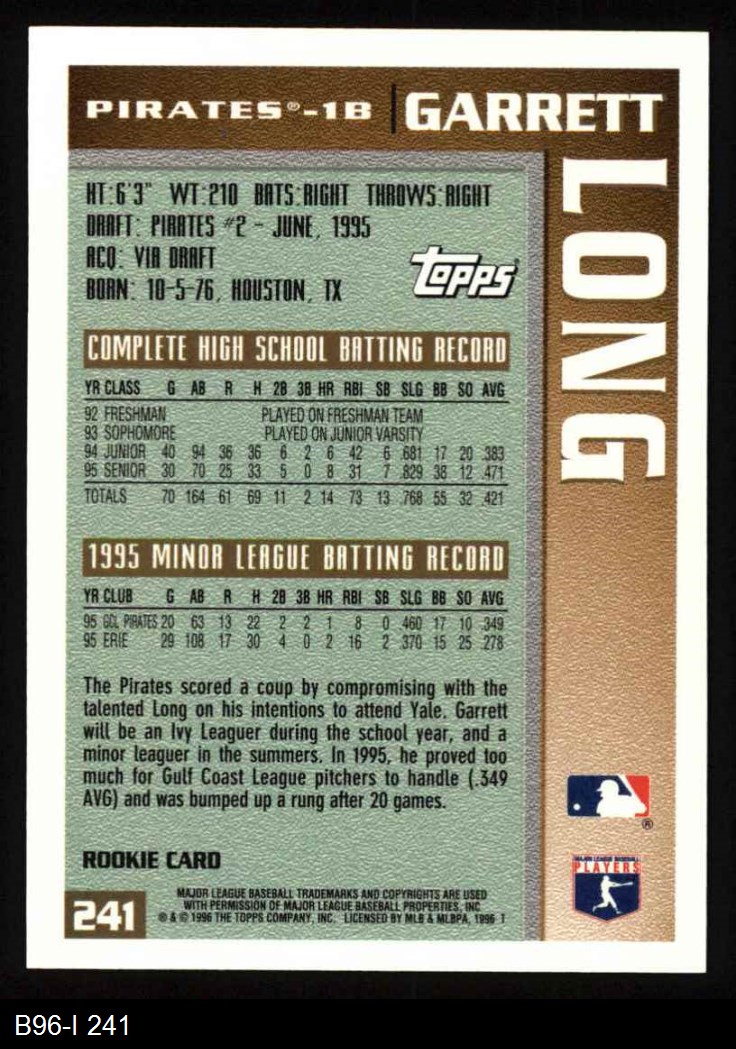 PIRATES®-1B GARRETT
LONG
HT:6'3" WT:210 BATS:RIGHT THROWS:RIGHT
DRAFT: PIRATES #2 - JUNE, 1995
ACQ: VIA DRAFT
BORN: 10-5-76, HOUSTON, TX
topps
COMPLETE HIGH SCHOOL BATTING RECORD
YR CLASS G AB R H 2B 3B HR RBI SB SLG BB SO AVG
92 FRESHMAN PLAYED ON FRESHMAN TEAM
93 SOPHOMORE PLAYED ON JUNIOR VARSITY
94 JUNIOR 40 94 36 36 6 2 6 42 6 .681 17 20 .383
95 SENIOR 30 70 25 33 5 0 8 31 7 .829 38 12 .471
TOTALS 70 164 61 69 11 2 14 73 13 .768 55 32 .421
1995 MINOR LEAGUE BATTING RECORD
YR CLUB G AB R H 2B 3B HR RBI SB SLG BB SO AVG
95 GCL PIRATES 20 63 13 22 2 2 1 8 0 .460 17 10 .349
95 ERIE 29 108 17 30 4 0 2 16 2 .370 15 25 .278
The Pirates scored a coup by compromising with the
talented Long on his intentions to attend Yale. Garrett
will be an Ivy Leaguer during the school year, and a
minor leaguer in the summers. In 1995, he proved too
much for Gulf Coast League pitchers to handle (.349
AVG) and was bumped up a rung after 20 games.
ROOKIE CARD
241
MAJOR LEAGUE BASEBALL TRADEMARKS AND COPYRIGHTS ARE USED
WITH PERMISSION OF MAJOR LEAGUE BASEBALL PROPERTIES, INC
® & © 1996 THE TOPPS COMPANY, INC. LICENSED BY MLB & MLBPA, 1996 T
®
MAJOR LEAGUE BASEBALL
PLAYERS
B96-I 241